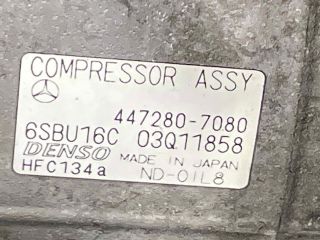 COMPRESSOR ASSY
447280-7080
6SBU16C 03Q11858
DENSO MADE IN JAPAN
HFC134a ND-OIL8